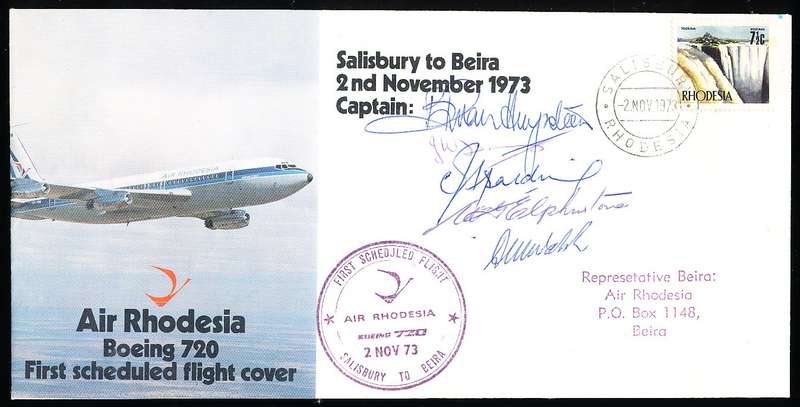 Salisbury to Beira
2nd November 1973
Captain:
7½c
RHODESIA
SALISBURY
-2 NOV 1973
RHODESIA
AIR RHODESIA
Air Rhodesia
Boeing 720
First scheduled flight cover
FIRST SCHEDJLED FLIGHT
AIR RHODESIA
BOEING 720
2 NOV 73
SALISBURY TO BEIRA
Elphinstone
Represetative Beira:
Air Rhodesia
P.O. Box 1148,
Beira